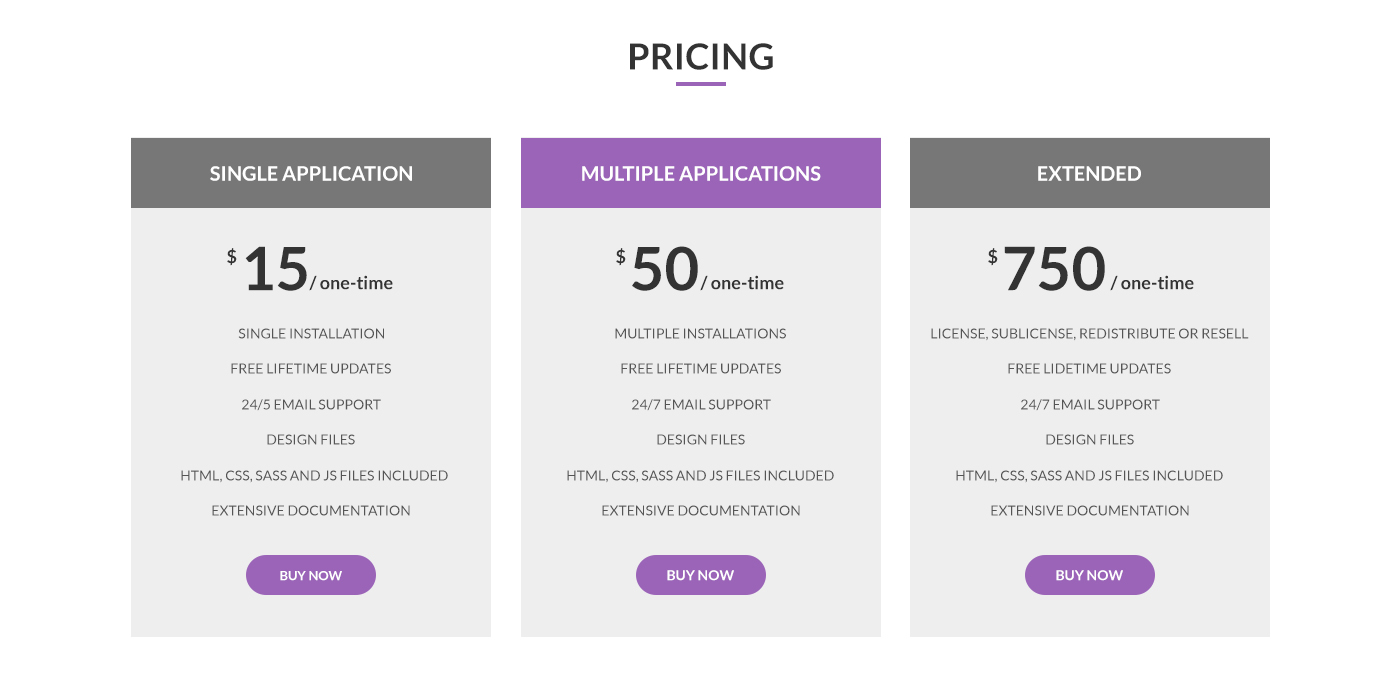 PRICING
SINGLE APPLICATION
$ 15 / one-time
SINGLE INSTALLATION
FREE LIFETIME UPDATES
24/5 EMAIL SUPPORT
DESIGN FILES
HTML, CSS, SASS AND JS FILES INCLUDED
EXTENSIVE DOCUMENTATION
BUY NOW
MULTIPLE APPLICATIONS
$ 50 / one-time
MULTIPLE INSTALLATIONS
FREE LIFETIME UPDATES
24/7 EMAIL SUPPORT
DESIGN FILES
HTML, CSS, SASS AND JS FILES INCLUDED
EXTENSIVE DOCUMENTATION
BUY NOW
EXTENDED
$ 750 / one-time
LICENSE, SUBLICENSE, REDISTRIBUTE OR RESELL
FREE LIDETIME UPDATES
24/7 EMAIL SUPPORT
DESIGN FILES
HTML, CSS, SASS AND JS FILES INCLUDED
EXTENSIVE DOCUMENTATION
BUY NOW